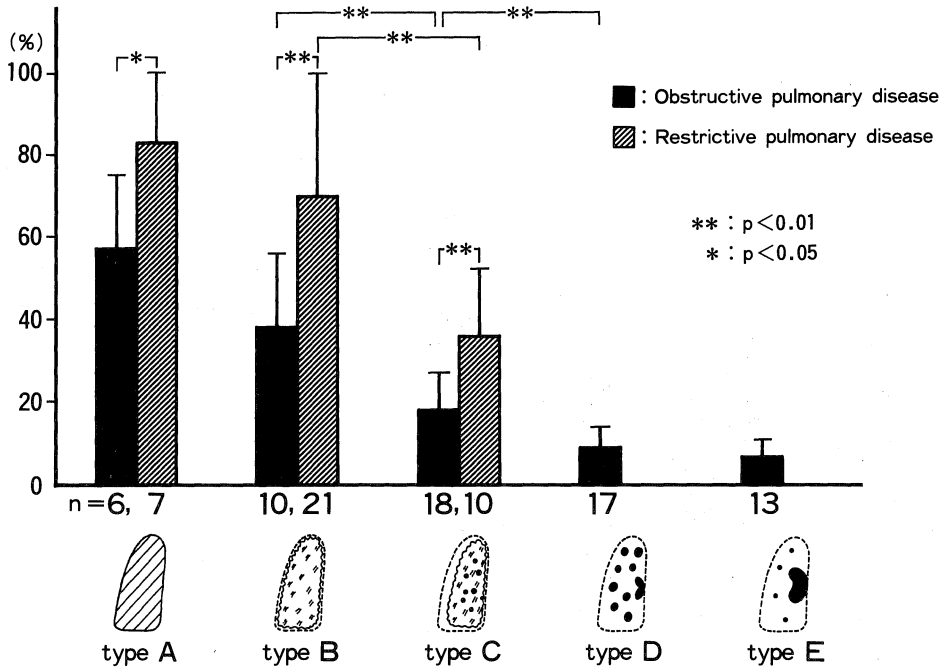 ** **
(%) * ** **
100
■ : Obstructive pulmonary disease
▨ : Restrictive pulmonary disease
80
** : p<0.01
60
** * : p<0.05
40
20
0
n=6, 7 10, 21 18, 10 17 13
type A type B type C type D type E